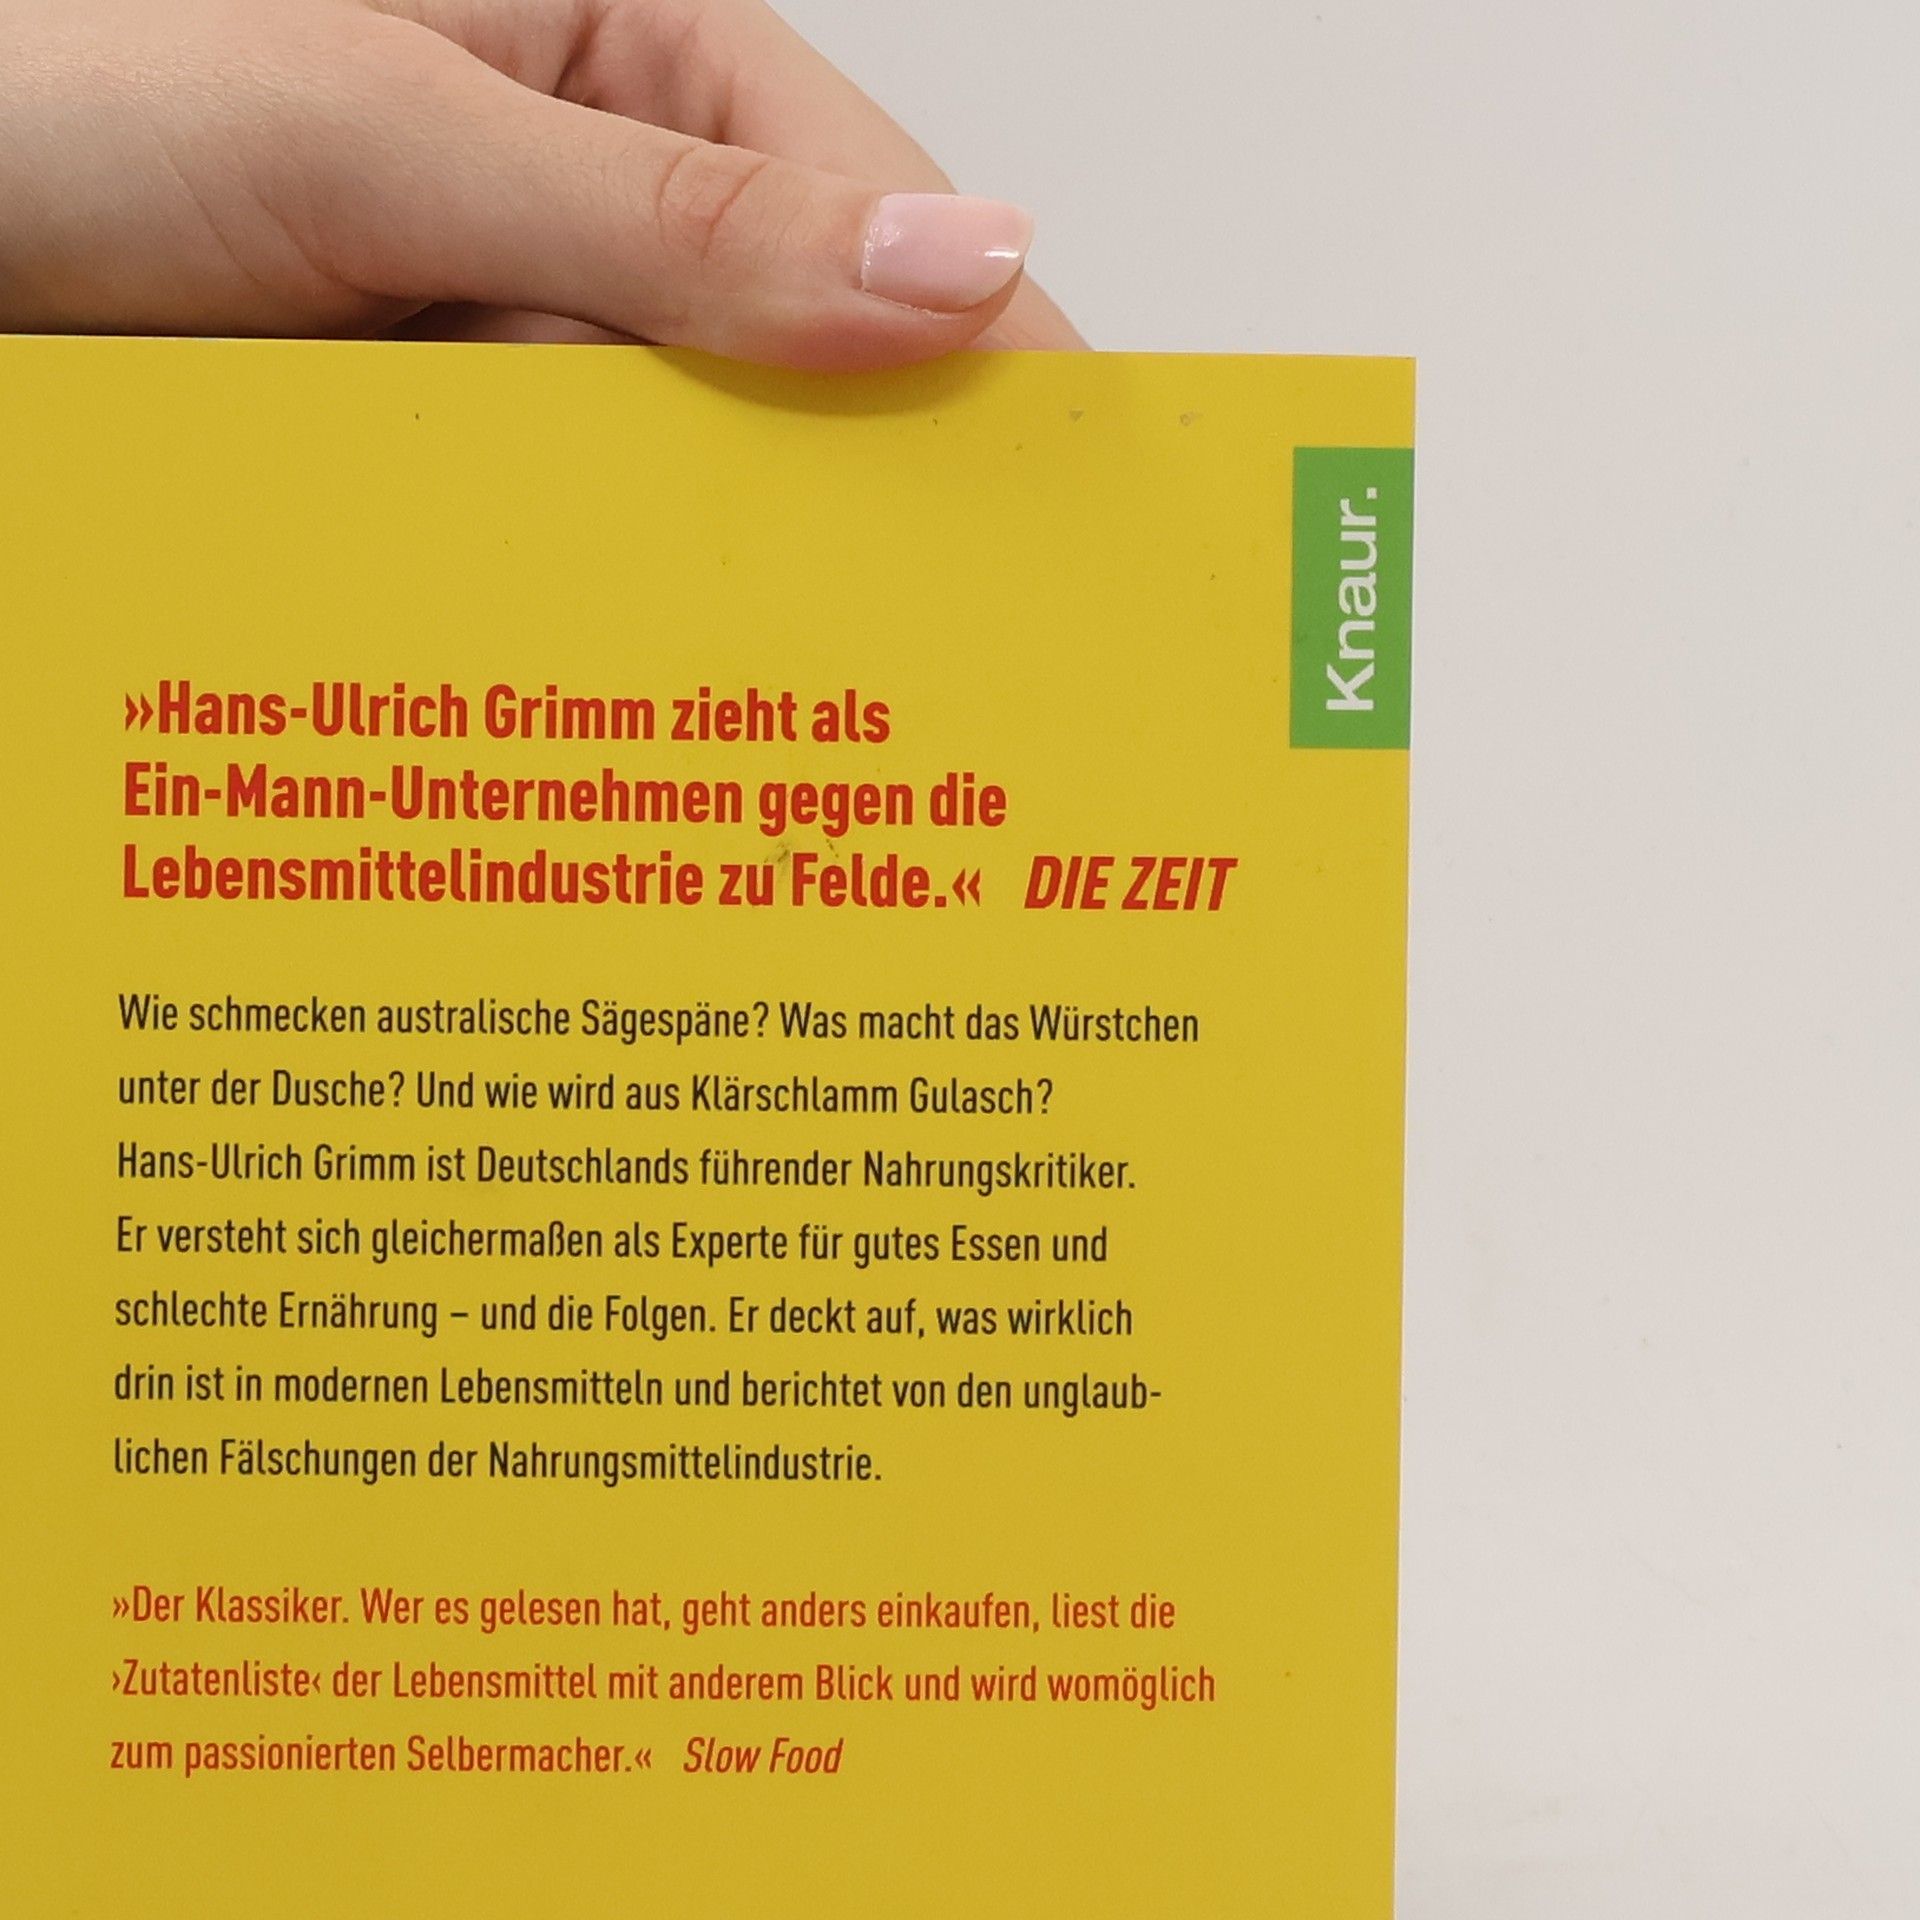 Knaur.
»Hans-Ulrich Grimm zieht als
Ein-Mann-Unternehmen gegen die
Lebensmittelindustrie zu Felde.« DIE ZEIT
Wie schmecken australische Sägespäne? Was macht das Würstchen
unter der Dusche? Und wie wird aus Klärschlamm Gulasch?
Hans-Ulrich Grimm ist Deutschlands führender Nahrungskritiker.
Er versteht sich gleichermaßen als Experte für gutes Essen und
schlechte Ernährung – und die Folgen. Er deckt auf, was wirklich
drin ist in modernen Lebensmitteln und berichtet von den unglaub-
lichen Fälschungen der Nahrungsmittelindustrie.
»Der Klassiker. Wer es gelesen hat, geht anders einkaufen, liest die
›Zutatenliste‹ der Lebensmittel mit anderem Blick und wird womöglich
zum passionierten Selbermacher.« Slow Food